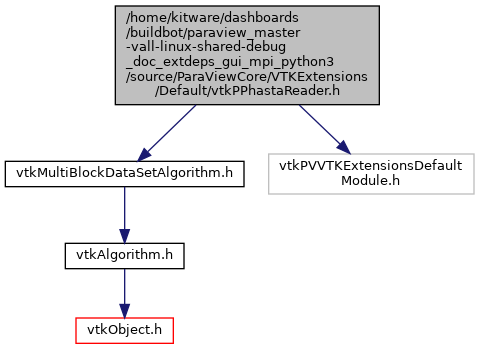 /home/kitware/dashboards
/buildbot/paraview_master
-vall-linux-shared-debug
_doc_extdeps_gui_mpi_python3
/source/ParaViewCore/VTKExtensions
/Default/vtkPPhastaReader.h
vtkMultiBlockDataSetAlgorithm.h
vtkPVVTKExtensionsDefault
Module.h
vtkAlgorithm.h
vtkObject.h